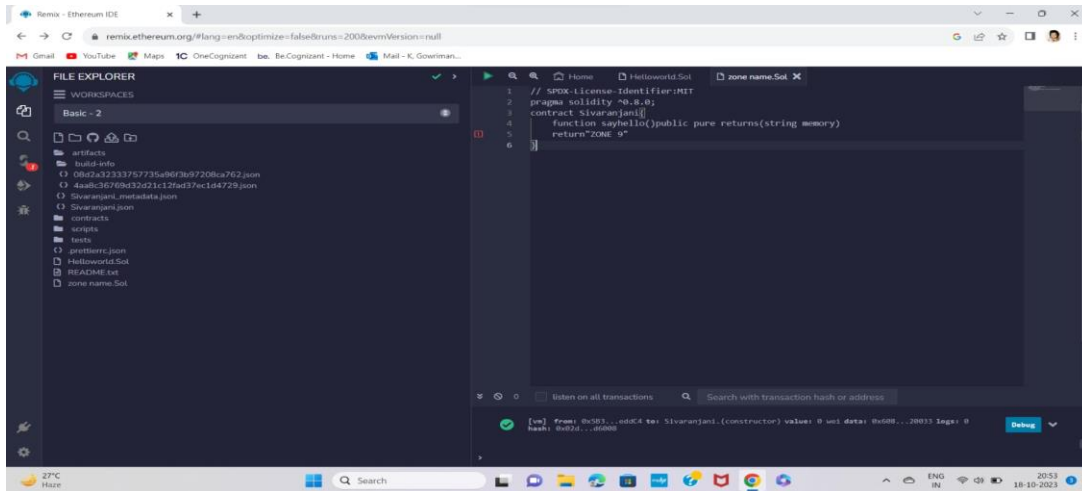 Remix - Ethereum IDE
remix.ethereum.org/#lang=en&optimize=false&runs=200&evmVersion=null
Gmail YouTube Maps 1C OneCognizant be. Be.Cognizant - Home Mail - K, Gowriman...
FILE EXPLORER
WORKSPACES
Basic - 2
artifacts
build-info
08d2a32333757735a96f3b97208ca762.json
4aa8c36769d32d21c12fad37ec1d4729.json
Sivaranjani_metadata.json
Sivaranjani.json
contracts
scripts
tests
.prettierrc.json
Helloworld.Sol
README.txt
zone name.Sol
Home Helloworld.Sol zone name.Sol
1 // SPDX-License-Identifier:MIT
2 pragma solidity ^0.8.0;
3 contract Sivaranjani{
4 function sayhello()public pure returns(string memory)
5 return"ZONE 9"
6 }
0 listen on all transactions Search with transaction hash or address
[vm] from: 0x5B3...eddC4 to: Sivaranjani.(constructor) value: 0 wei data: 0x608...20033 logs: 0
hash: 0x02d...d6000
Debug
>
27°C
Haze
Search
ENG
IN
20:53
18-10-2023